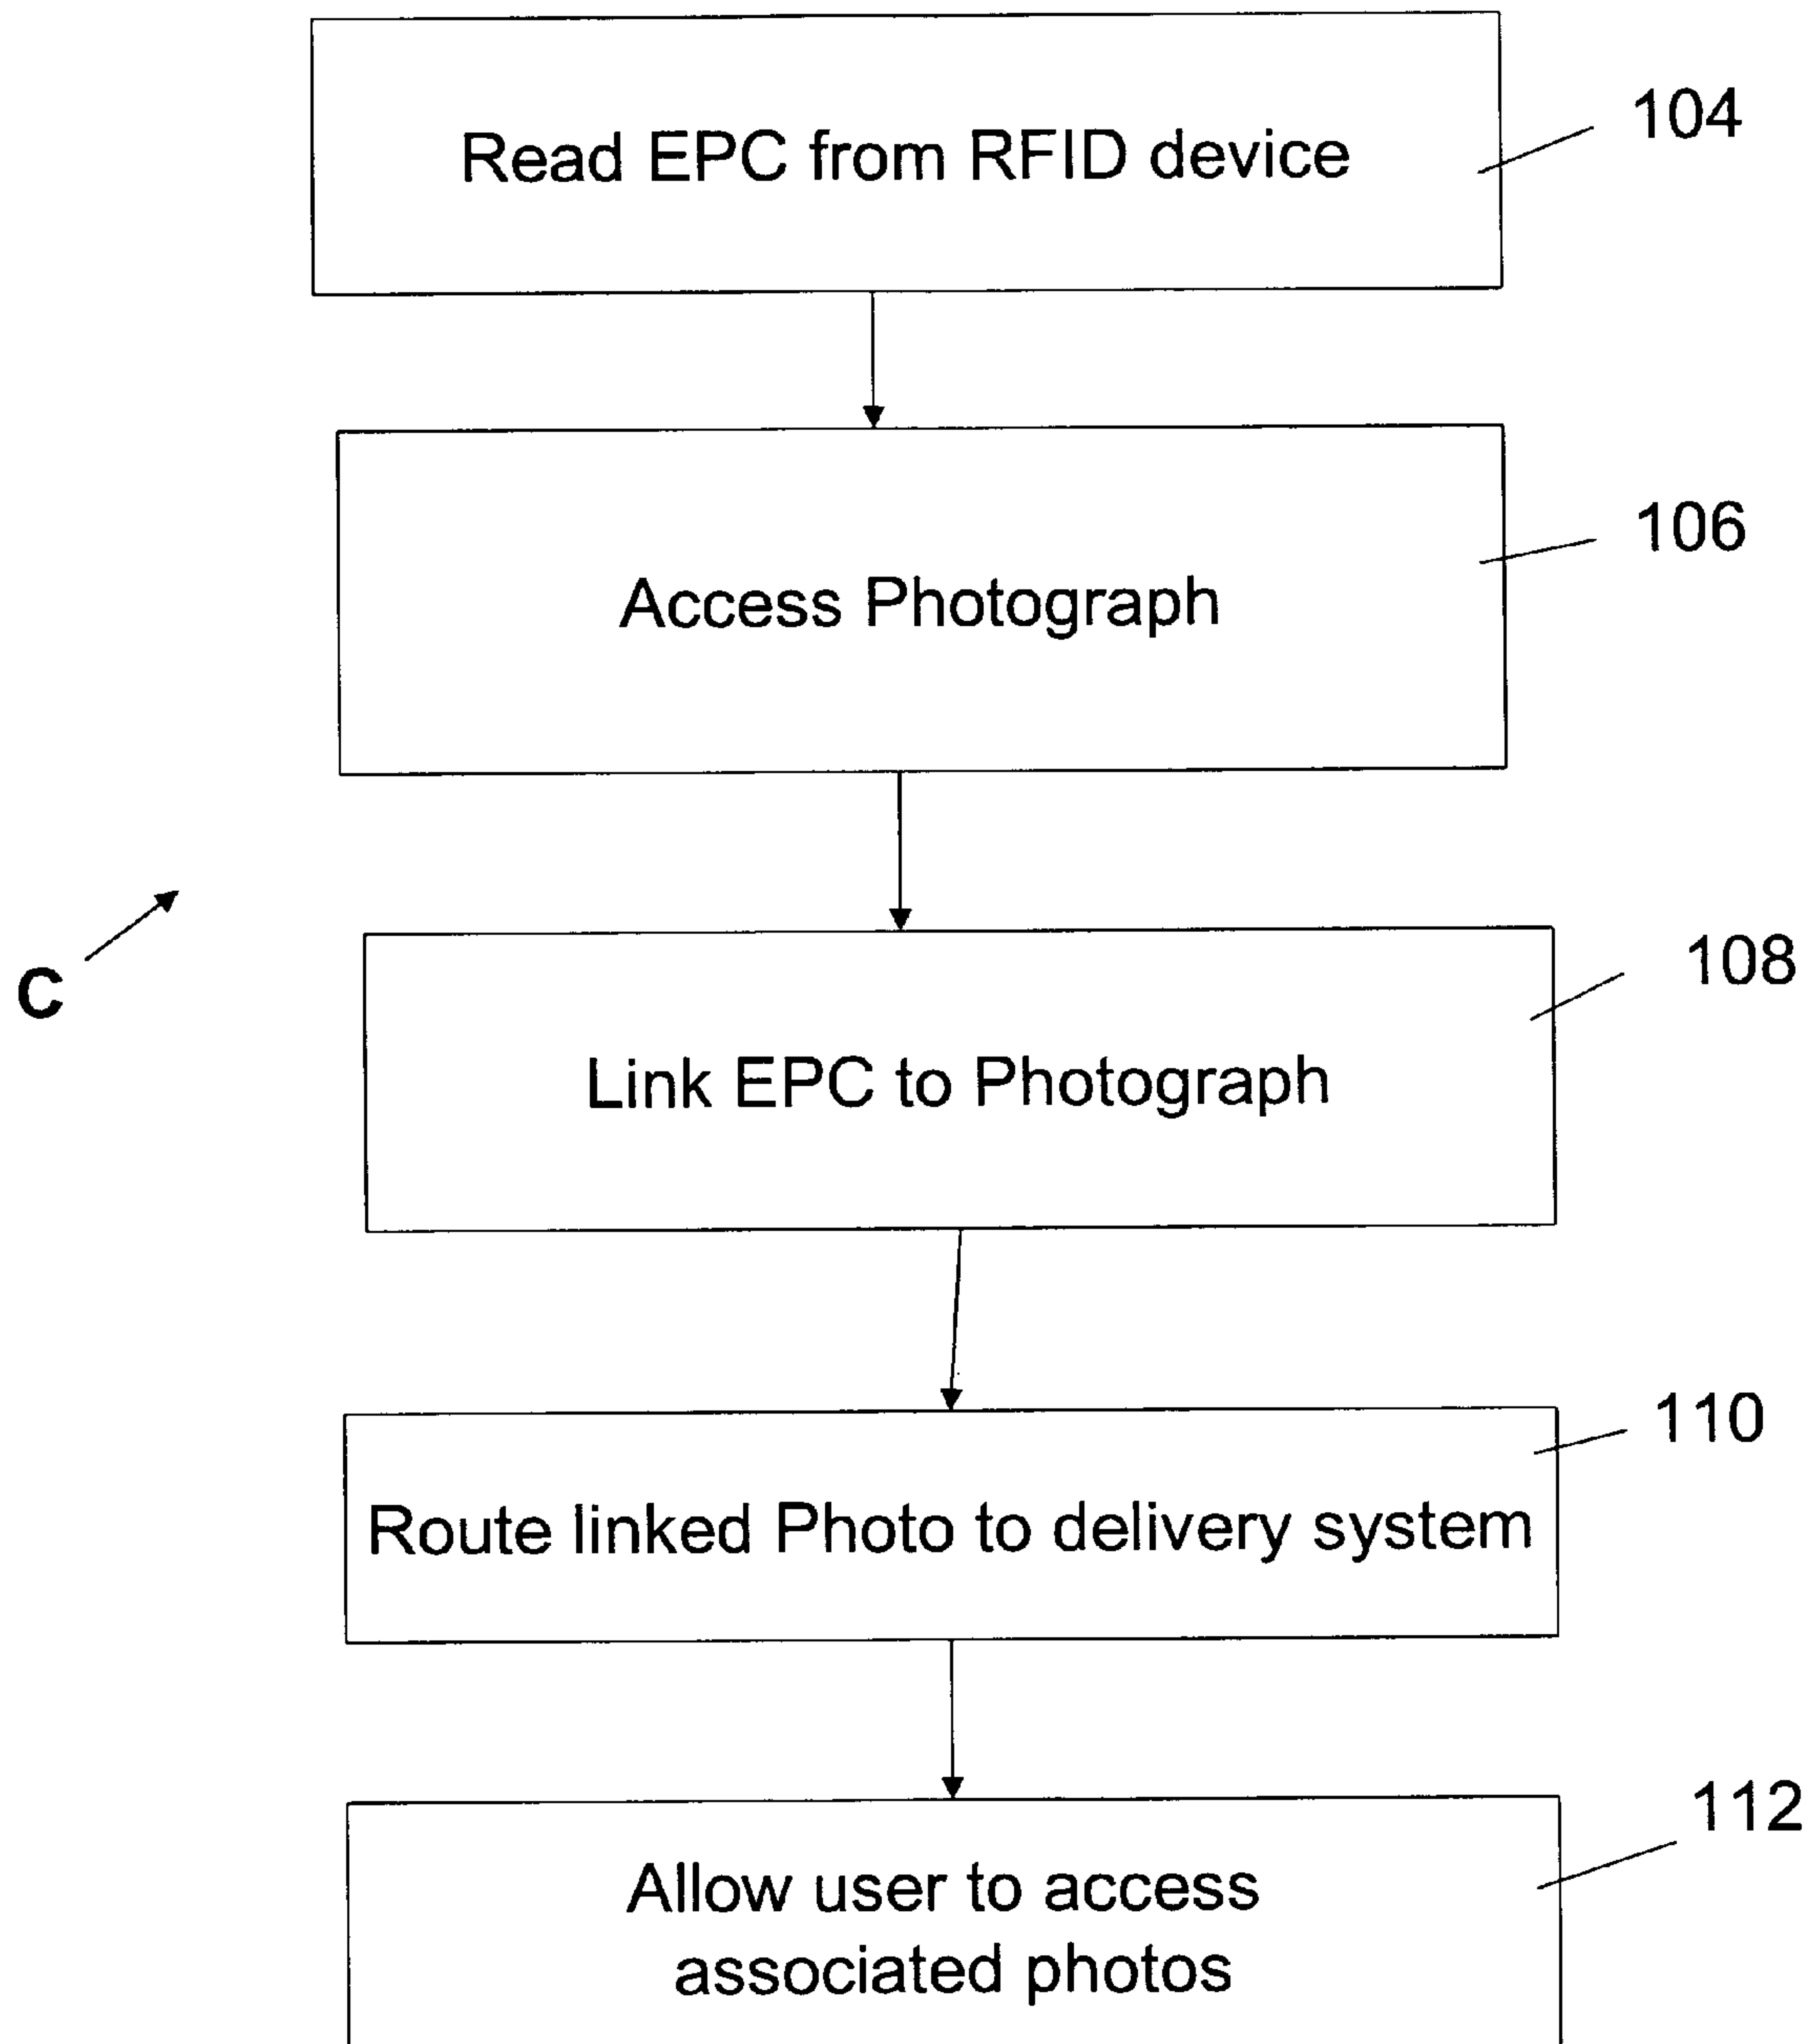 Read EPC from RFID device
104
Access Photograph
106
C
Link EPC to Photograph
108
Route linked Photo to delivery system
110
Allow user to access
associated photos
112